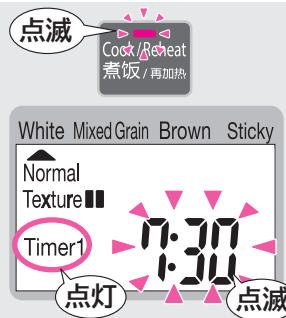 点滅
Cook/Reheat
煮饭/再加热
White Mixed Grain Brown Sticky
Normal
Texture
Timer1
7:30
点灯
点滅